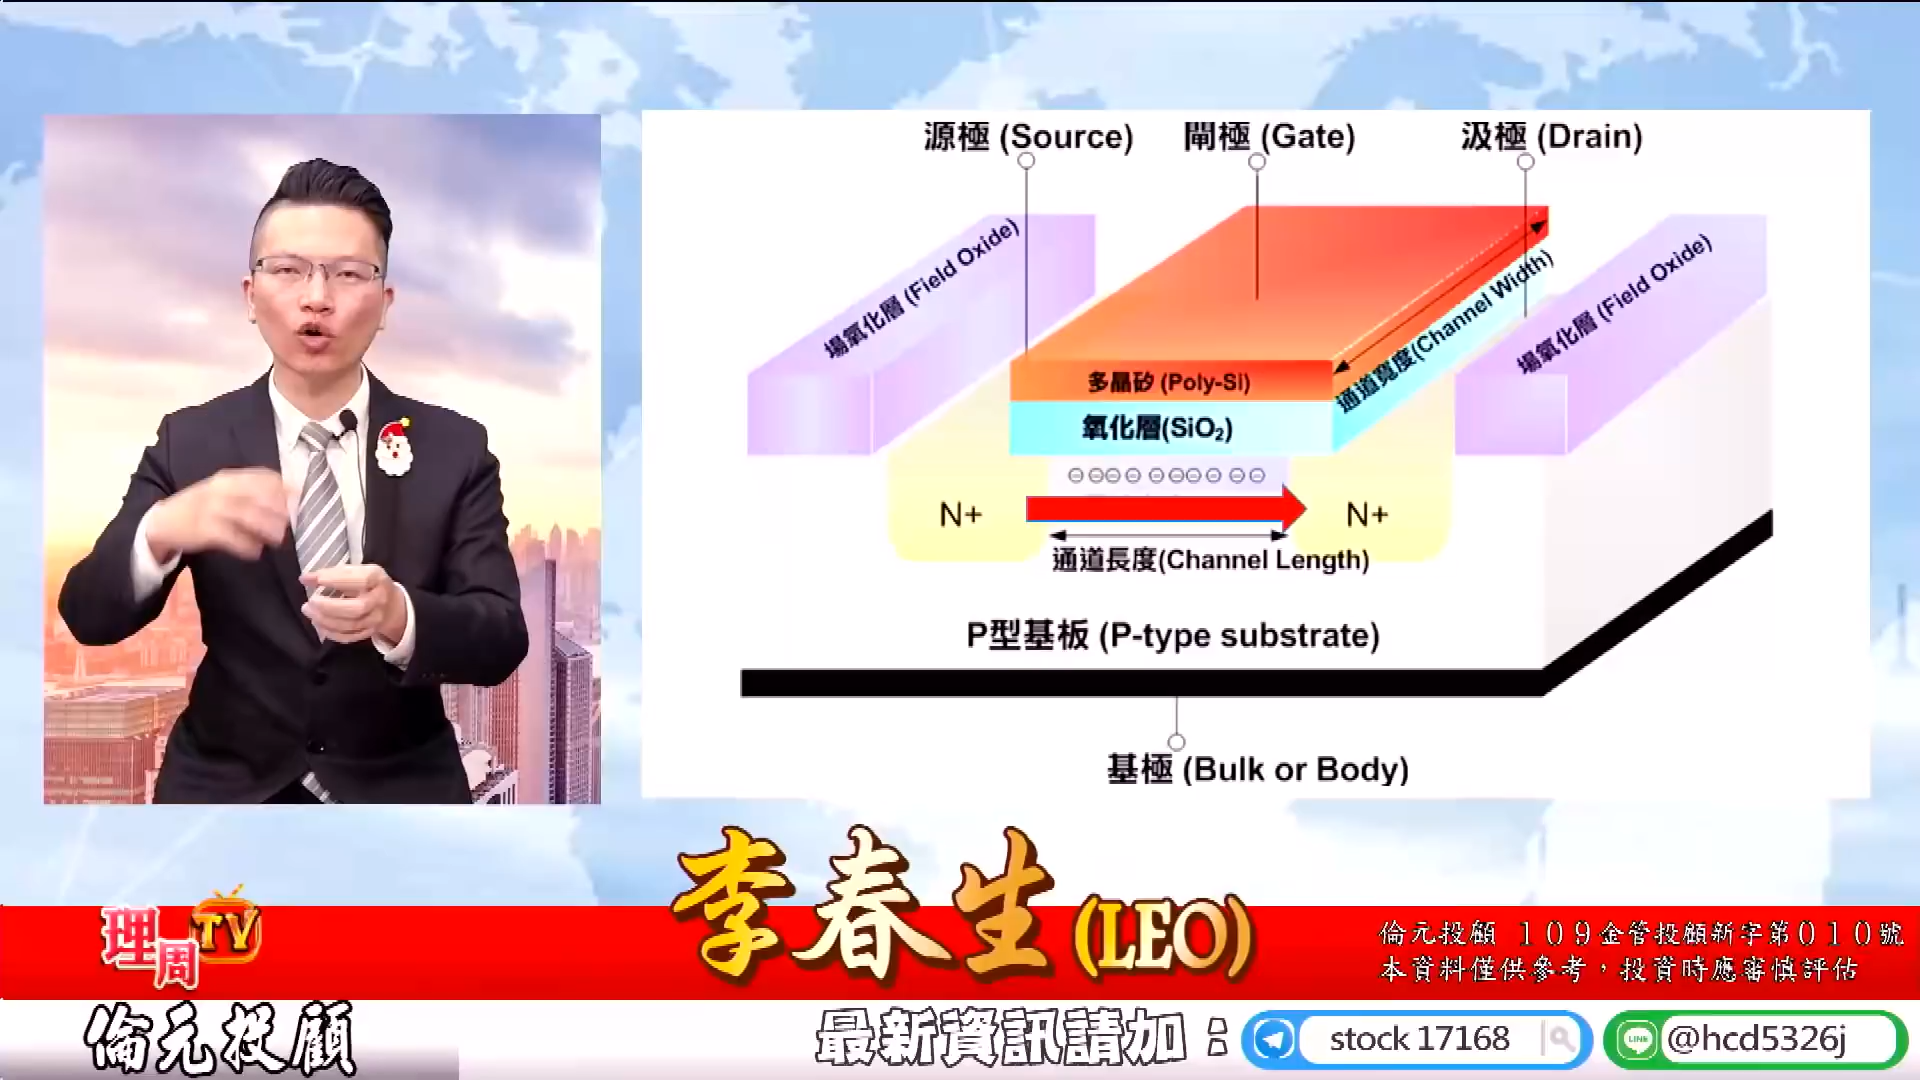 源極 (Source)
閘極 (Gate)
汲極 (Drain)
場氧化層 (Field Oxide)
通道寬度(Channel Width)
場氧化層 (Field Oxide)
多晶矽 (Poly-Si)
氧化層(SiO₂)
N+
N+
通道長度(Channel Length)
P型基板 (P-type substrate)
基極 (Bulk or Body)
李春生(LEO)
理周TV
倫元投顧 109金管投顧新字第010號
本資料僅供參考，投資時應審慎評估
倫元投顧
最新資訊請加：
stock17168
LINE
@hcd5326j